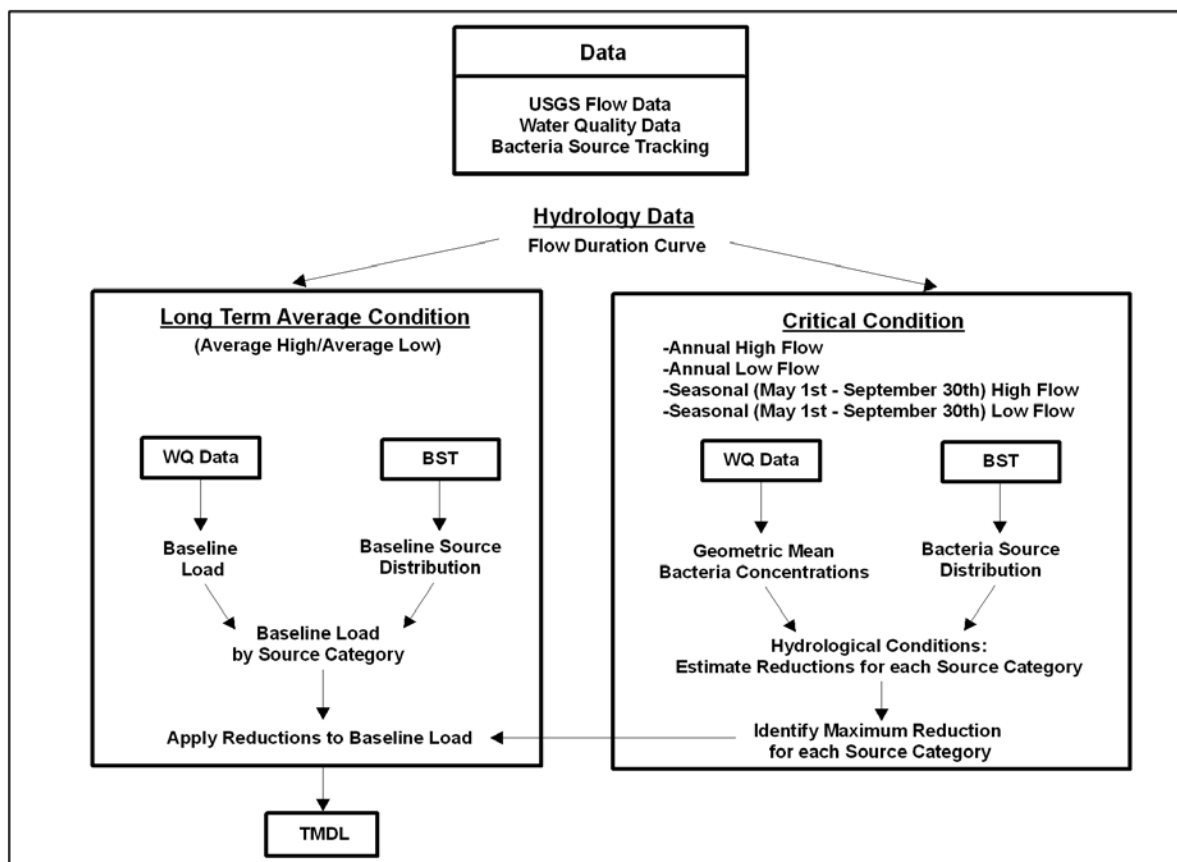 Data
USGS Flow Data
Water Quality Data
Bacteria Source Tracking
Hydrology Data
Flow Duration Curve
Long Term Average Condition
(Average High/Average Low)
WQ Data
BST
Baseline
Load
Baseline Source
Distribution
Baseline Load
by Source Category
Apply Reductions to Baseline Load
TMDL
Critical Condition
-Annual High Flow
-Annual Low Flow
-Seasonal (May 1st - September 30th) High Flow
-Seasonal (May 1st - September 30th) Low Flow
WQ Data
BST
Geometric Mean
Bacteria Concentrations
Bacteria Source
Distribution
Hydrological Conditions:
Estimate Reductions for each Source Category
Identify Maximum Reduction
for each Source Category